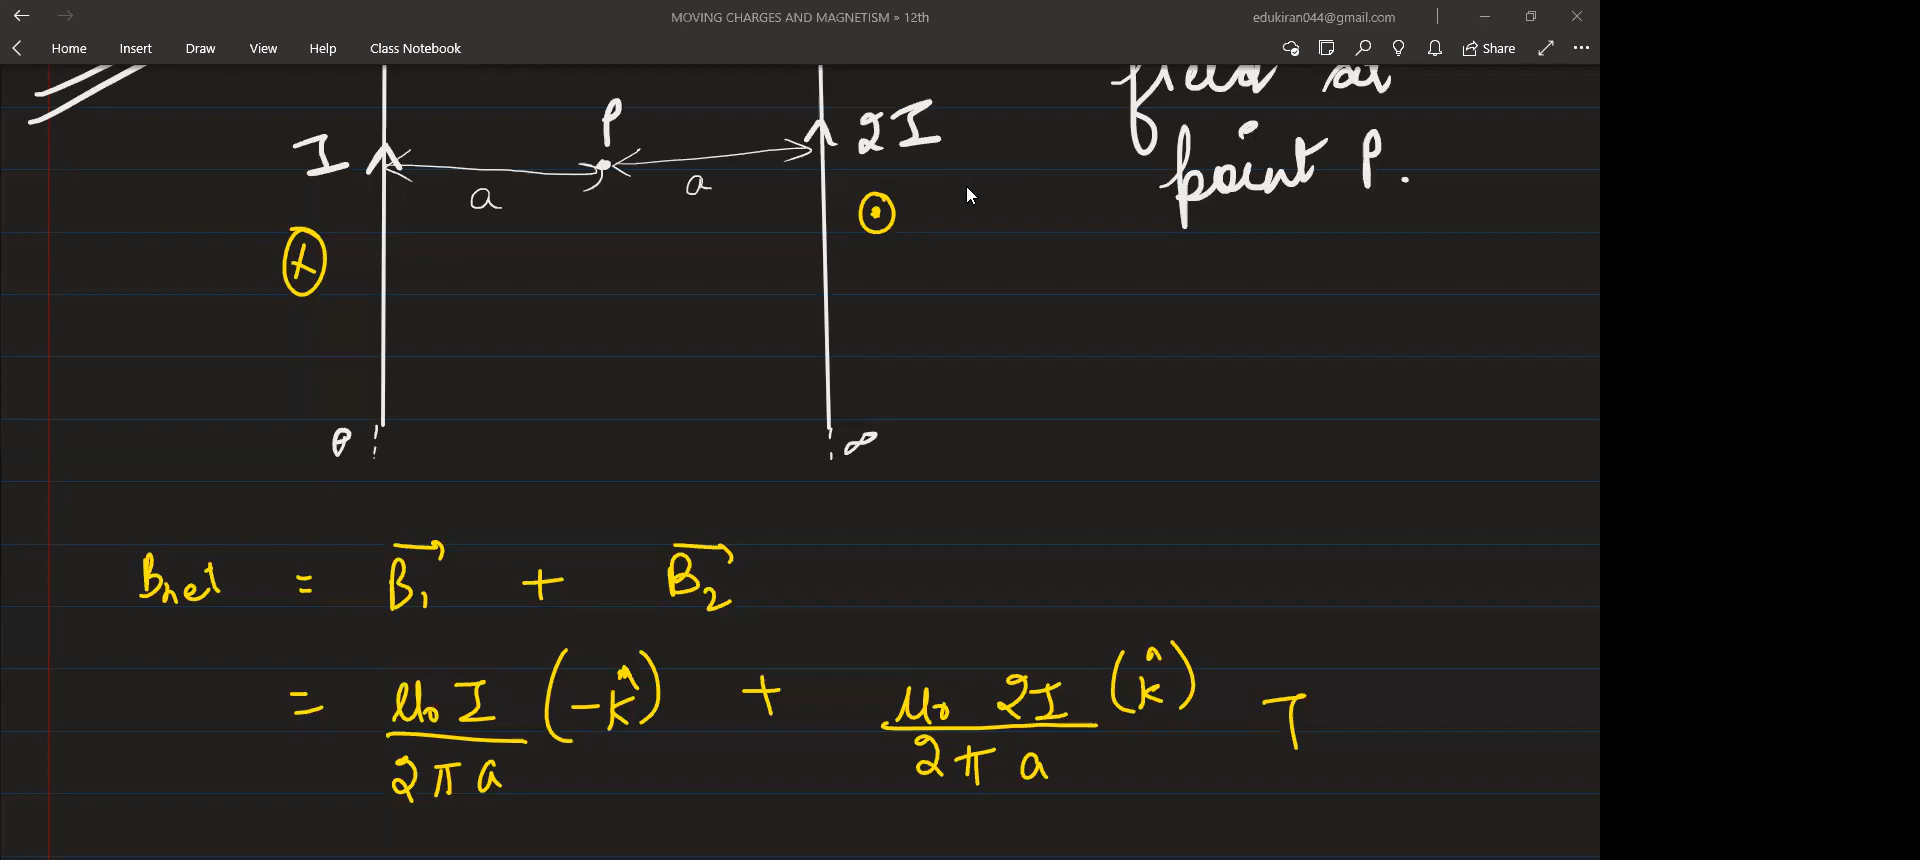 MOVING CHARGES AND MAGNETISM » 12th
edukiran044@gmail.com
Home Insert Draw View Help Class Notebook
Share
field at
point P.
I
P
2I
a
a
∞
Bnet = B₁ + B₂
= μ₀ I / 2π a (-k̂) + μ₀ 2I / 2π a (k̂) T